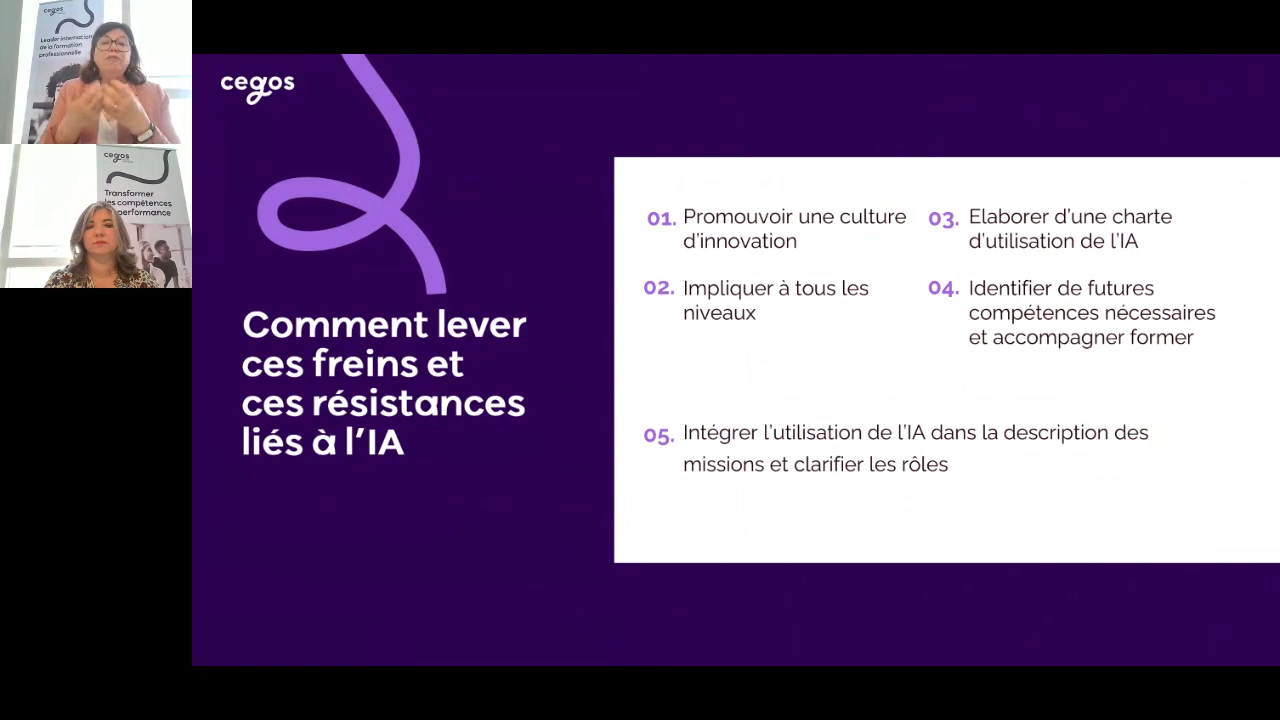 cegos
Leader internation
de la formation
professionnelle
cegos
Transformer
les compétences
performance
cegos
Comment lever
ces freins et
ces résistances
liés à l'IA
01. Promouvoir une culture
d'innovation
02. Impliquer à tous les
niveaux
03. Elaborer d'une charte
d'utilisation de l'IA
04. Identifier de futures
compétences nécessaires
et accompagner former
05. Intégrer l'utilisation de l'IA dans la description des
missions et clarifier les rôles